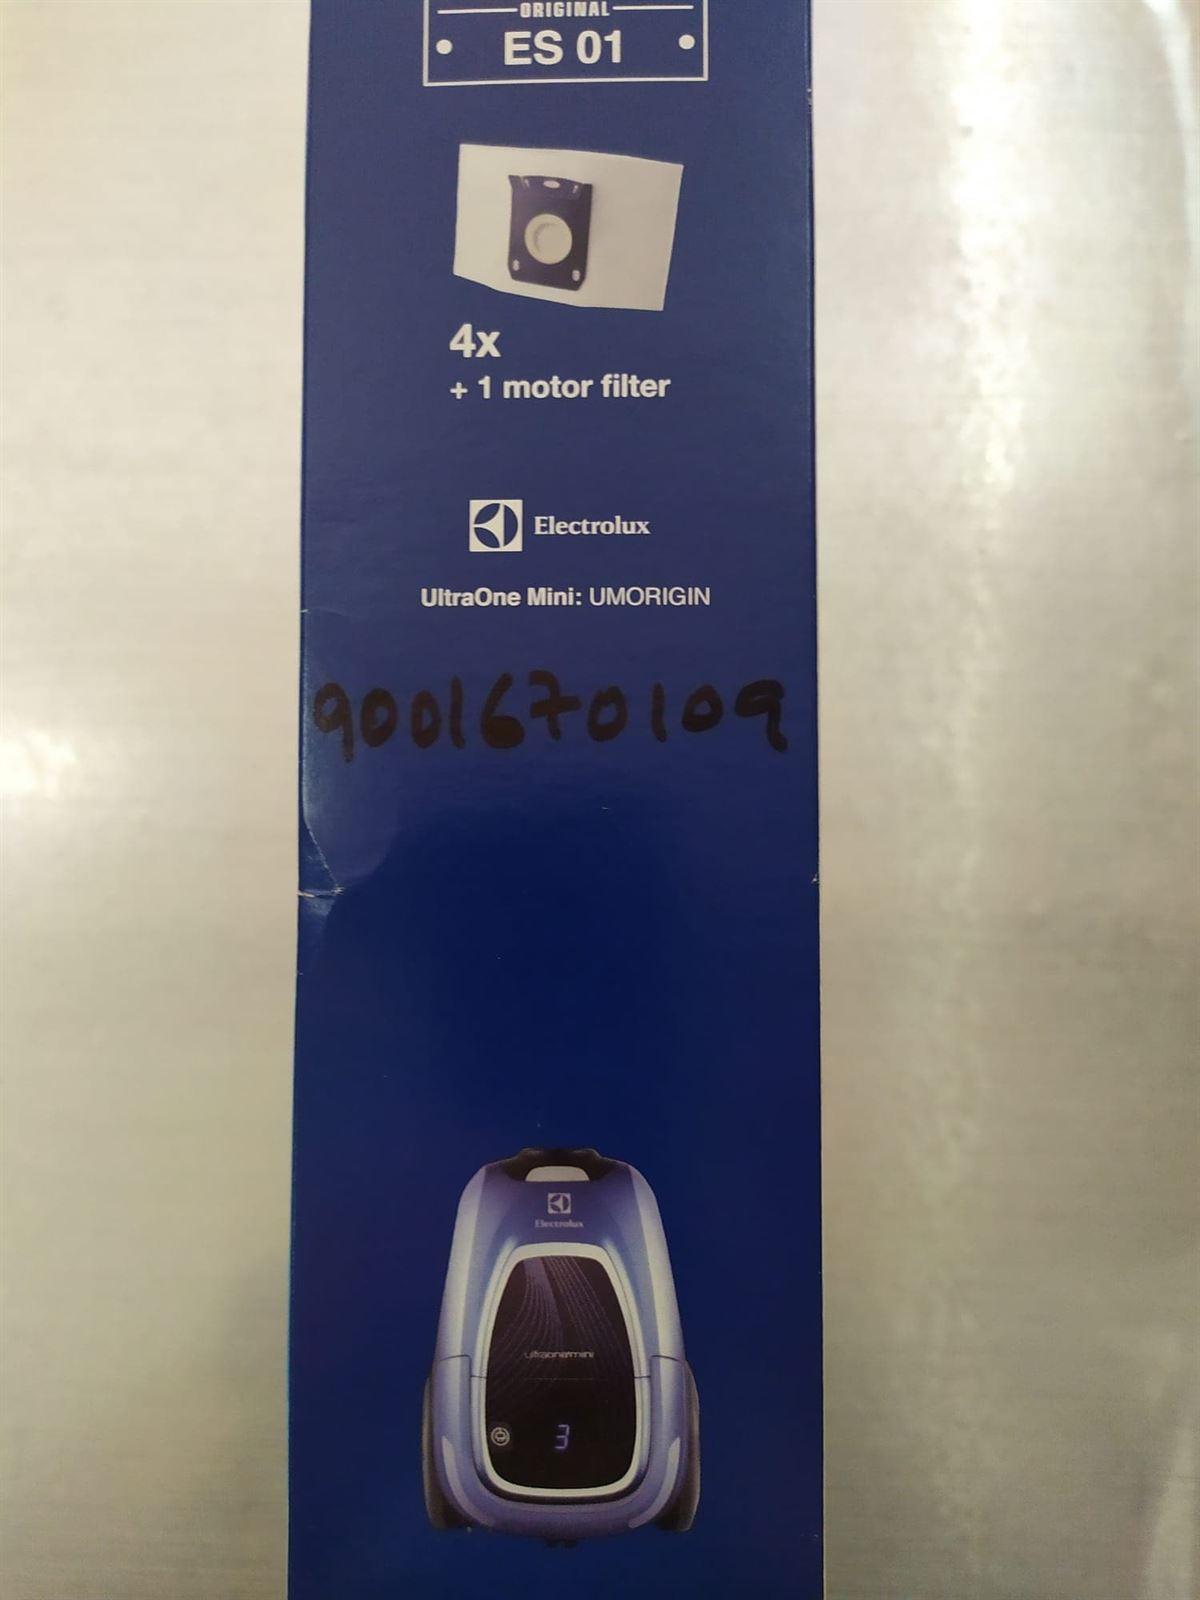 ORIGINAL
ES 01
4x
+ 1 motor filter
Electrolux
UltraOne Mini: UMORIGIN
9001670109
Electrolux
ultraonemini
3